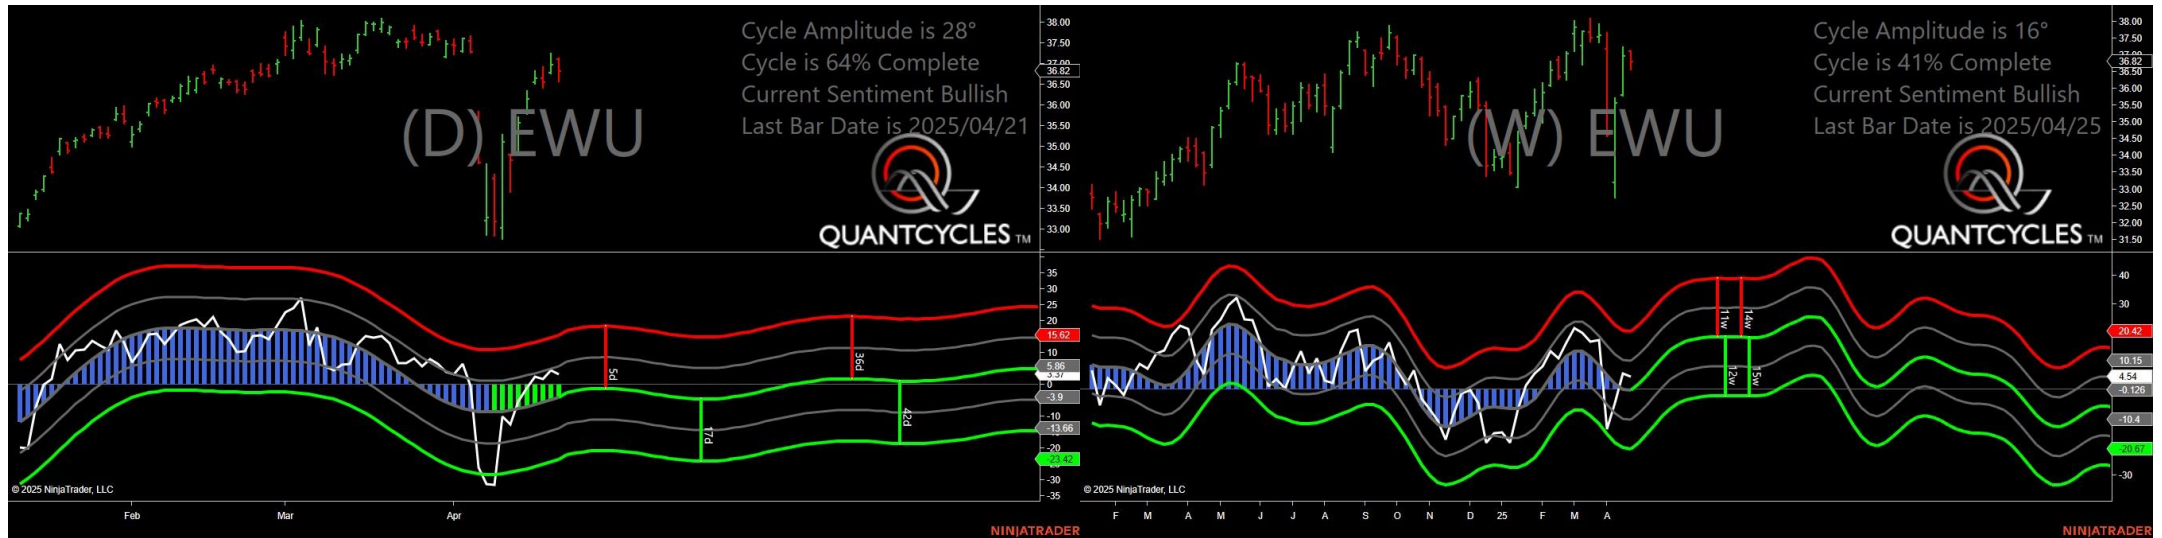 Cycle Amplitude is 28°
Cycle is 64% Complete
Current Sentiment Bullish
Last Bar Date is 2025/04/21
(D) EWU
QUANTCYCLES TM
38.00
37.50
37.00
36.82
36.50
36.00
35.50
35.00
34.50
34.00
33.50
33.00
35
30
25
20
15.62
10
5.86
0
-3.9
-10
-13.66
-20
-23.42
-30
-35
5d
17d
36d
42d
© 2025 NinjaTrader, LLC
Feb
Mar
Apr
NINJATRADER
Cycle Amplitude is 16°
Cycle is 41% Complete
Current Sentiment Bullish
Last Bar Date is 2025/04/25
(W) EWU
QUANTCYCLES TM
38.00
37.50
37.00
36.82
36.50
36.00
35.50
35.00
34.50
34.00
33.50
33.00
32.50
32.00
31.50
40
30
20.42
10.15
4.54
-0.126
-10.4
-20.67
-30
11w
14w
12w
15w
© 2025 NinjaTrader, LLC
F
M
A
M
J
J
A
S
O
N
D
25
F
M
A
NINJATRADER